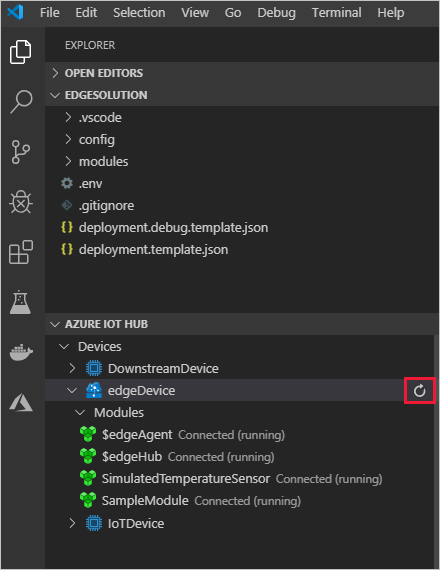 File Edit Selection View Go Debug Terminal Help
EXPLORER
OPEN EDITORS
EDGESOLUTION
.vscode
config
modules
.env
.gitignore
{} deployment.debug.template.json
{} deployment.template.json
AZURE IOT HUB
Devices
DownstreamDevice
edgeDevice
Modules
$edgeAgent Connected (running)
$edgeHub Connected (running)
SimulatedTemperatureSensor Connected (running)
SampleModule Connected (running)
IoTDevice